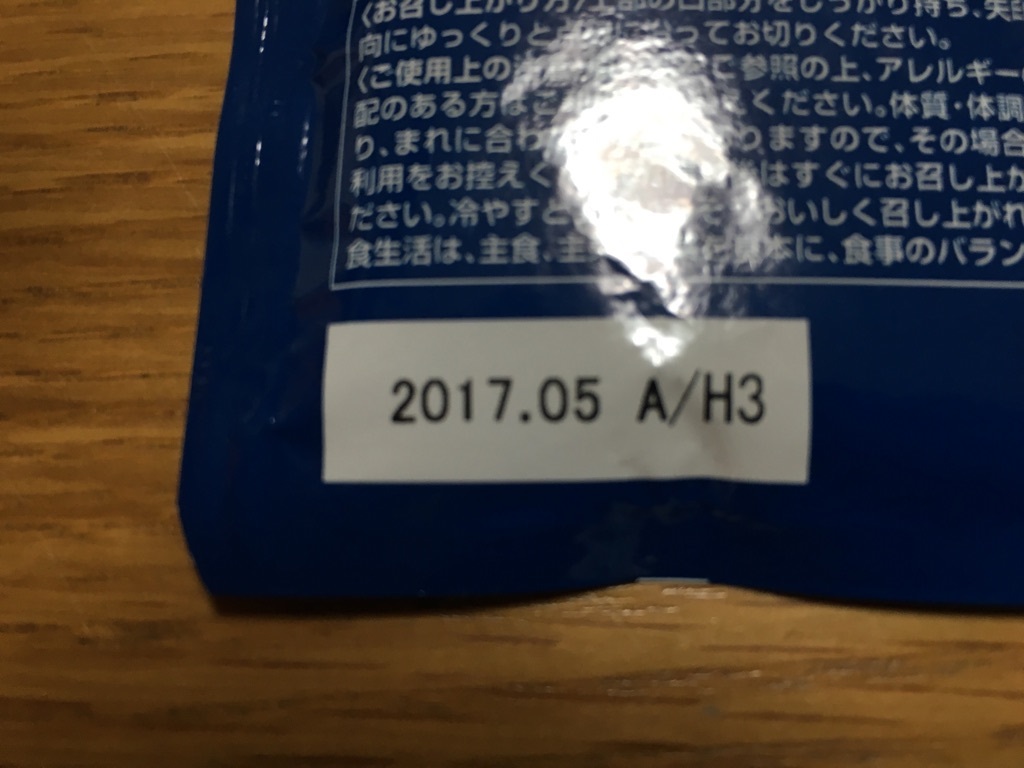 〈お召し上がり方〉上部の口部分をしっかり持ち、矢印
向にゆっくりと ってお切りください。
〈ご使用上の ご参照の上、アレルギー
配のある方は ください。体質・体調
り、まれに合わ りますので、その場合
利用をお控えく はすぐにお召し上が
ださい。冷やすと おいしく召し上がれ
食生活は、主食、主 基本に、食事のバラン
2017.05 A/H3